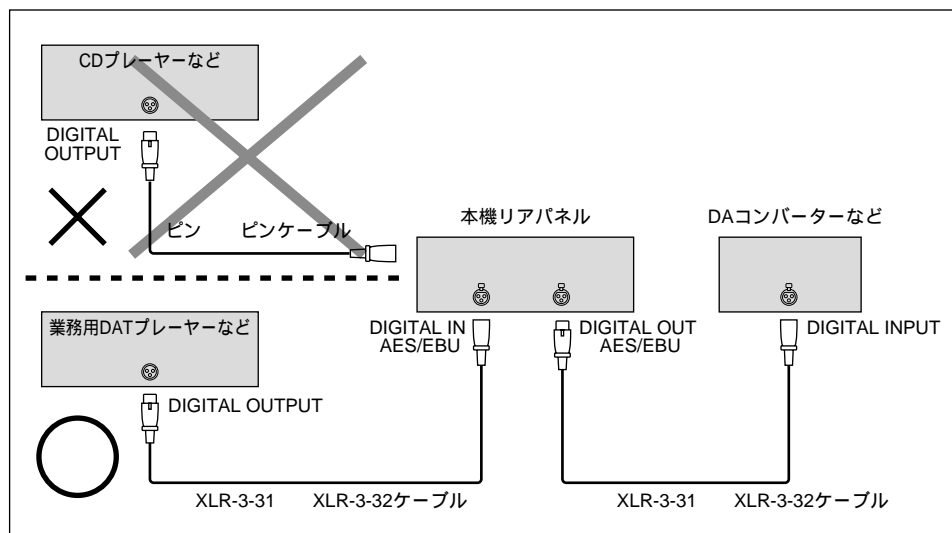 CDプレーヤーなど
DIGITAL
OUTPUT
ピン ピンケーブル
本機リアパネル
DAコンバーターなど
業務用DATプレーヤーなど
DIGITAL IN
AES/EBU
DIGITAL OUT
AES/EBU
DIGITAL INPUT
DIGITAL OUTPUT
XLR-3-31 XLR-3-32ケーブル
XLR-3-31 XLR-3-32ケーブル